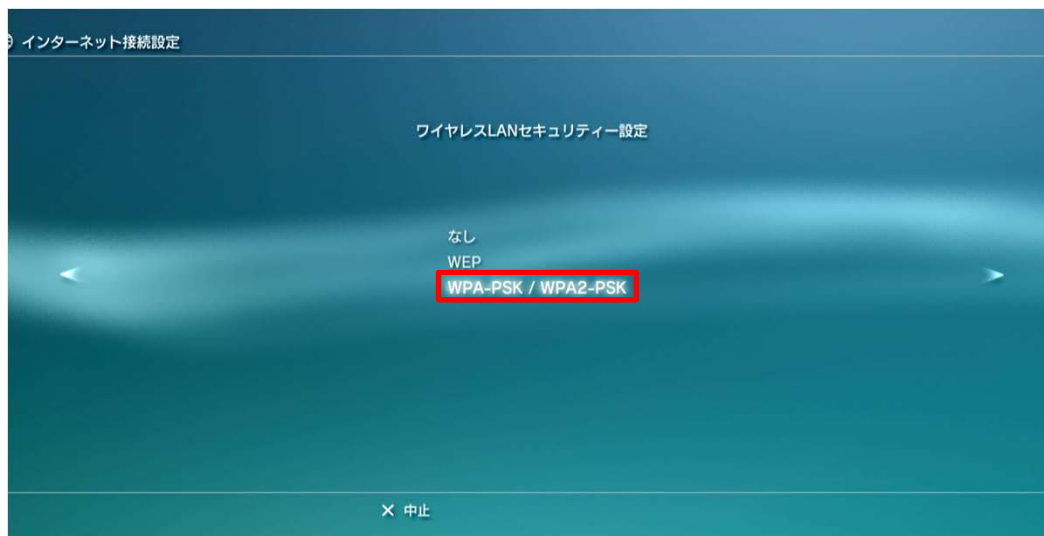 インターネット接続設定
ワイヤレスLANセキュリティー設定
なし
WEP
WPA-PSK / WPA2-PSK
× 中止